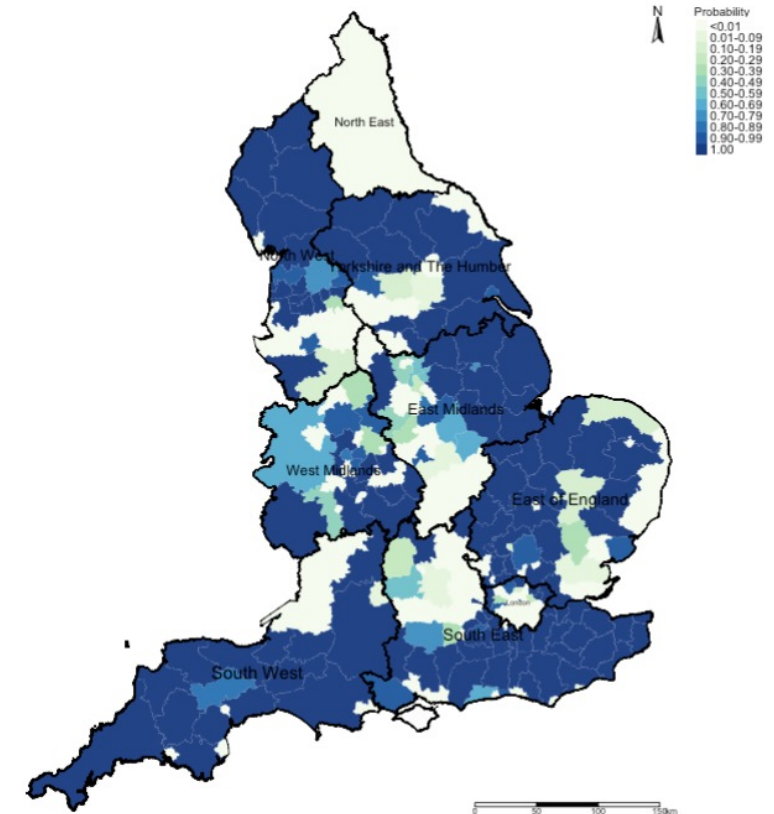 N
Probability
<0.01
0.01-0.09
0.10-0.19
0.20-0.29
0.30-0.39
0.40-0.49
0.50-0.59
0.60-0.69
0.70-0.79
0.80-0.89
0.90-0.99
1.00
North East
North West
Yorkshire and The Humber
East Midlands
West Midlands
East of England
London
South East
South West
0 50 100 150km